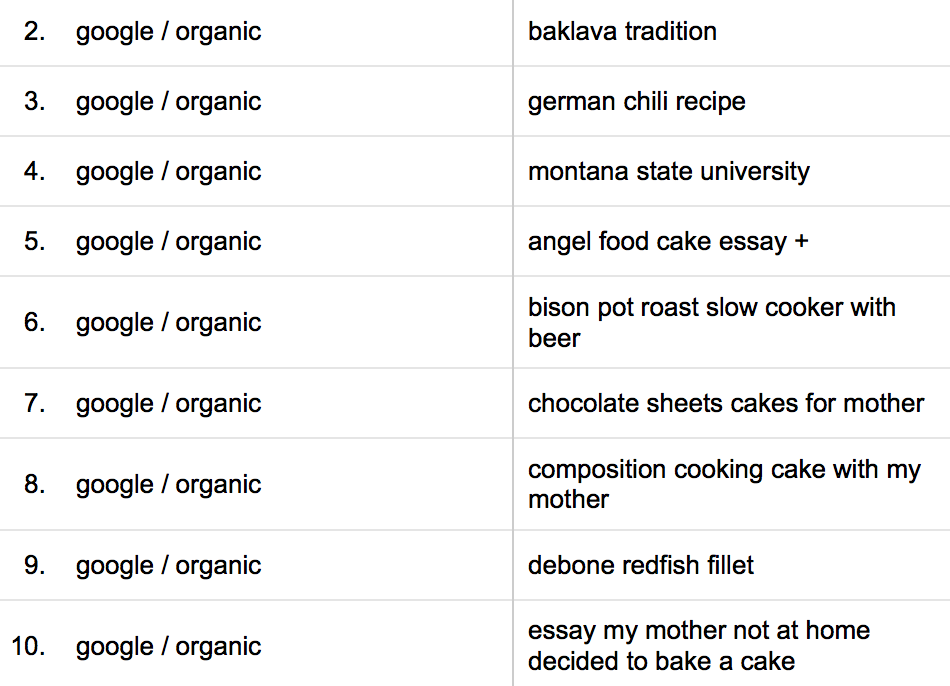 2. google / organic baklava tradition
3. google / organic german chili recipe
4. google / organic montana state university
5. google / organic angel food cake essay +
6. google / organic bison pot roast slow cooker with
beer
7. google / organic chocolate sheets cakes for mother
8. google / organic composition cooking cake with my
mother
9. google / organic debone redfish fillet
10. google / organic essay my mother not at home
decided to bake a cake